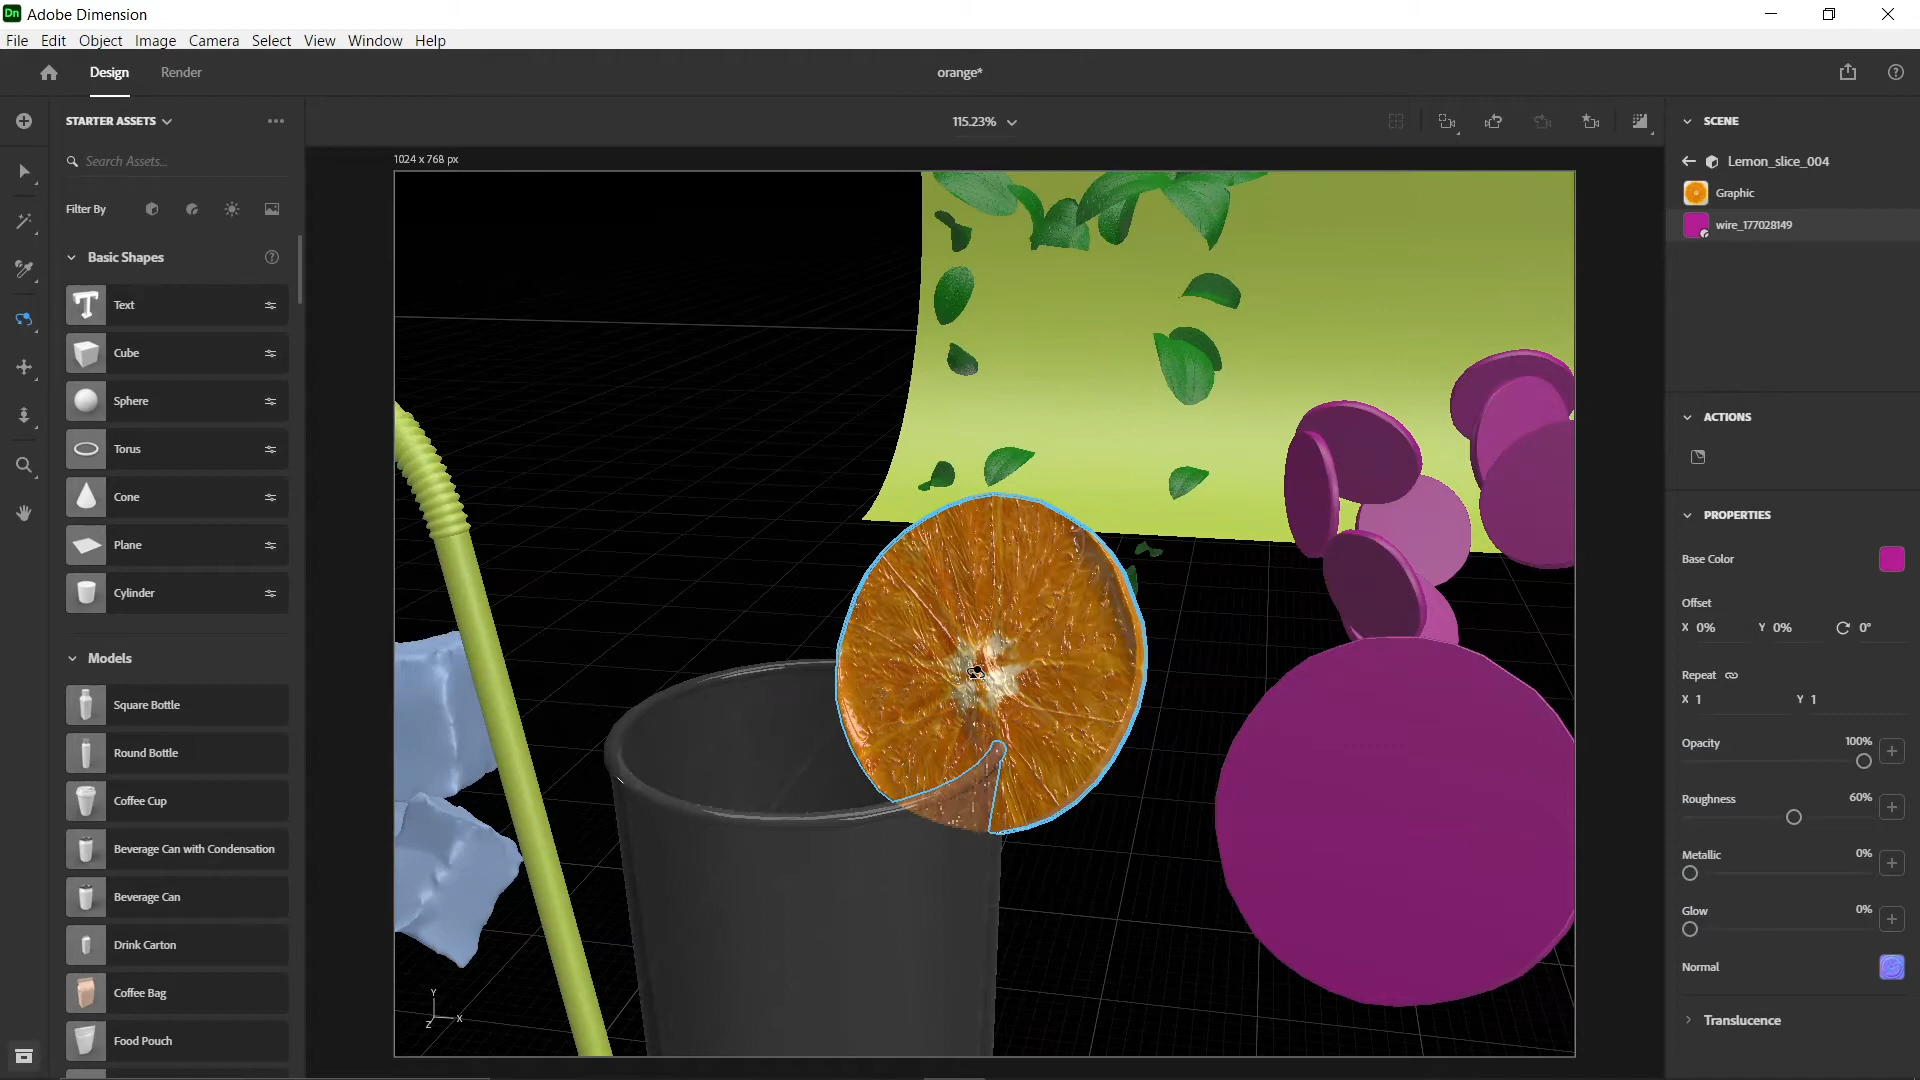 Dn Adobe Dimension
File Edit Object Image Camera Select View Window Help
Design Render orange*
STARTER ASSETS 115.23% SCENE
1024 x 768 px
Search Assets... Lemon_slice_004
Graphic
Filter By wire_177028149
Basic Shapes
Text
Cube
Sphere
ACTIONS
Torus
Cone
PROPERTIES
Plane
Base Color
Cylinder
Offset
X 0% Y 0% 0°
Models
Repeat
Square Bottle X 1 Y 1
Round Bottle Opacity 100%
Coffee Cup Roughness 60%
Beverage Can with Condensation Metallic 0%
Beverage Can
Glow 0%
Drink Carton
Normal
Coffee Bag
Y
Z X
Food Pouch Translucence